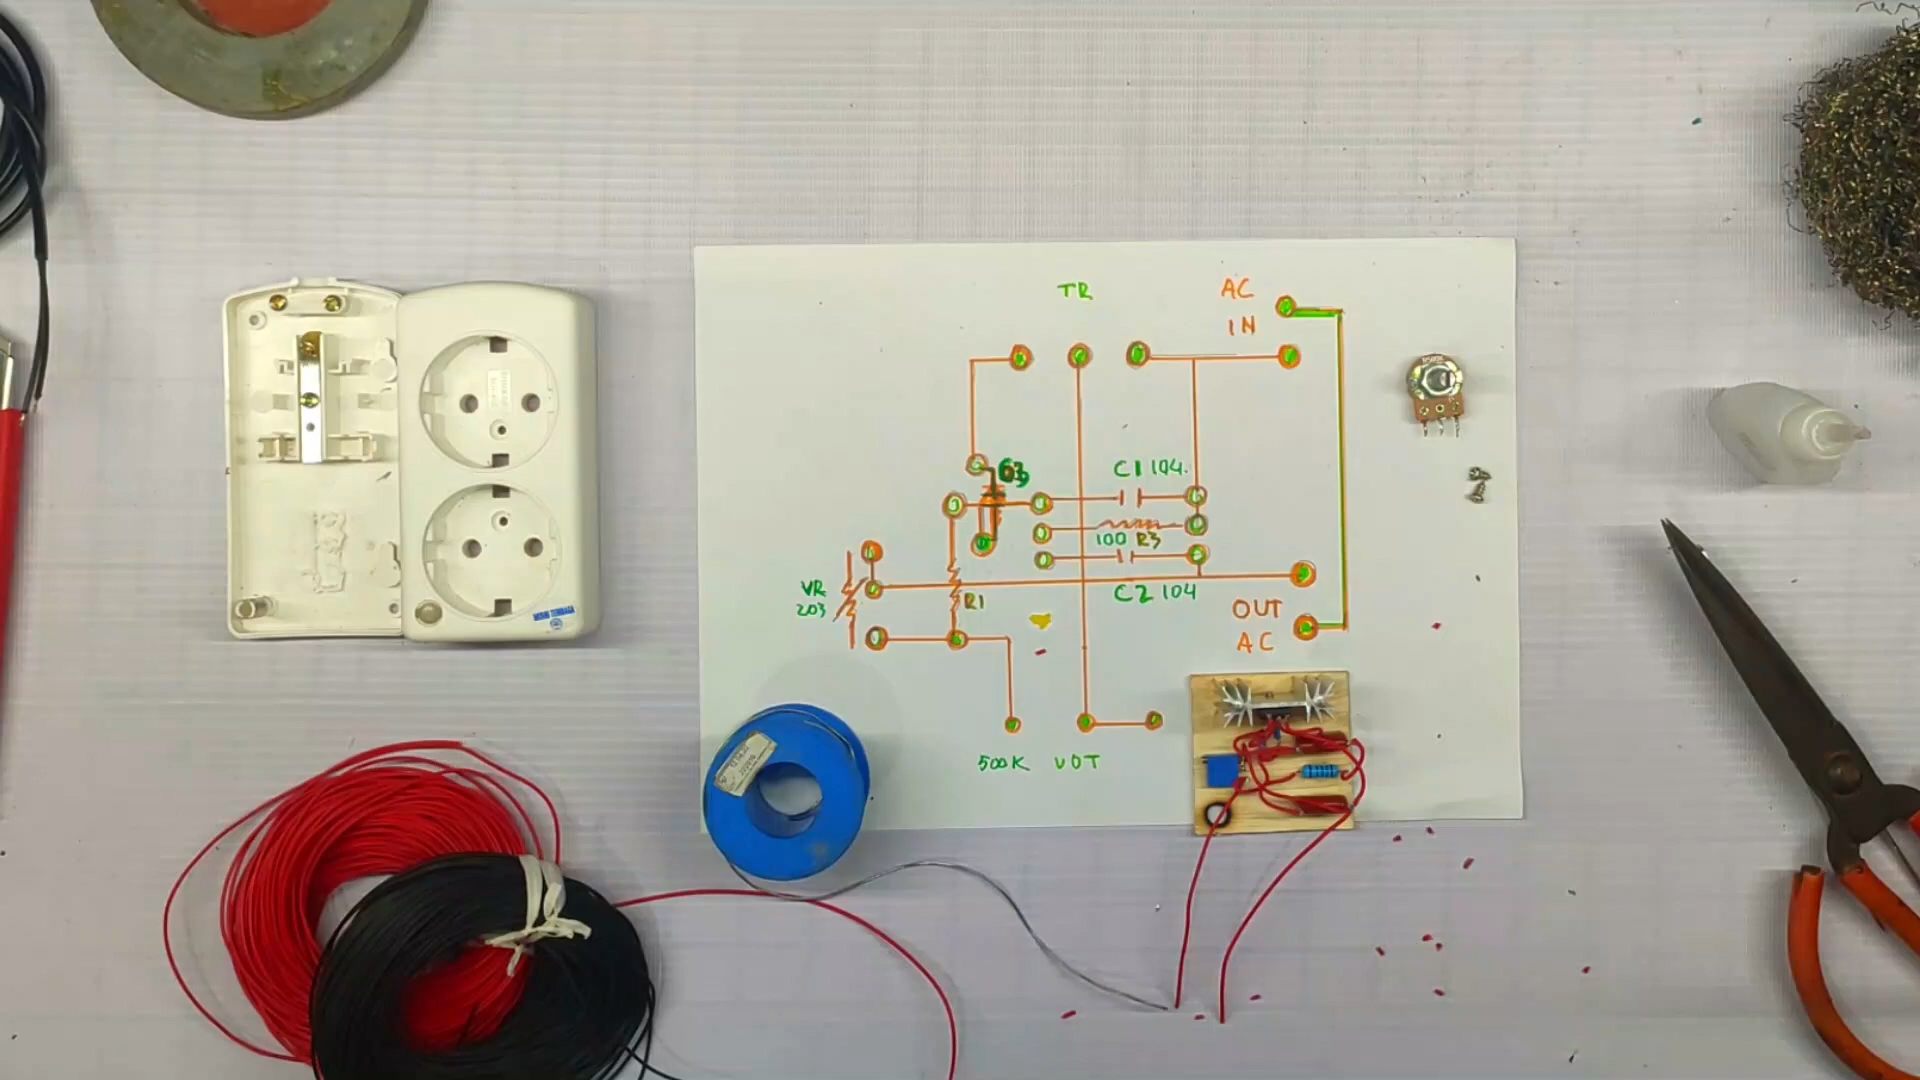 TR
AC
IN
C1 104.
100 R3
VR
203
R1
C2 104
OUT
AC
500K VOT